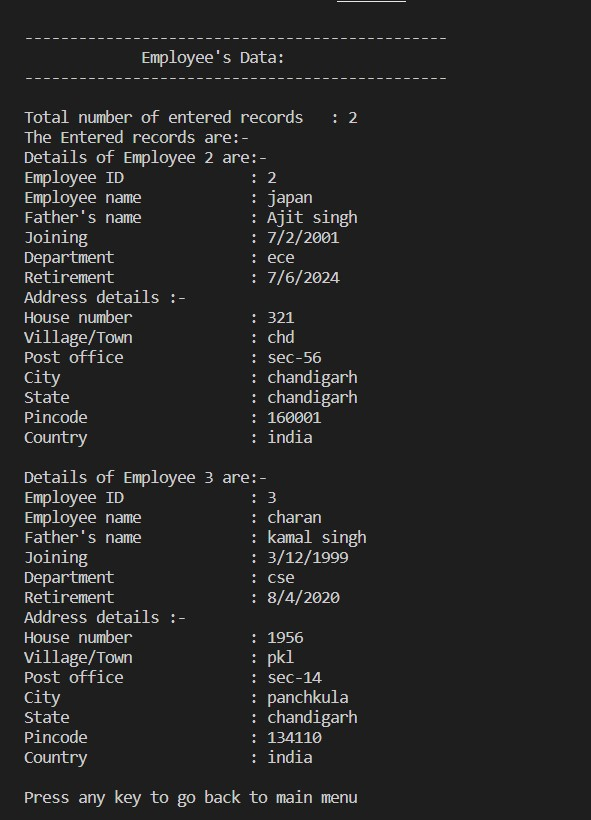 -----------------------------------------------
Employee's Data:
-----------------------------------------------
Total number of entered records : 2
The Entered records are:-
Details of Employee 2 are:-
Employee ID : 2
Employee name : japan
Father's name : Ajit singh
Joining : 7/2/2001
Department : ece
Retirement : 7/6/2024
Address details :-
House number : 321
Village/Town : chd
Post office : sec-56
City : chandigarh
State : chandigarh
Pincode : 160001
Country : india
Details of Employee 3 are:-
Employee ID : 3
Employee name : charan
Father's name : kamal singh
Joining : 3/12/1999
Department : cse
Retirement : 8/4/2020
Address details :-
House number : 1956
Village/Town : pkl
Post office : sec-14
City : panchkula
State : chandigarh
Pincode : 134110
Country : india
Press any key to go back to main menu